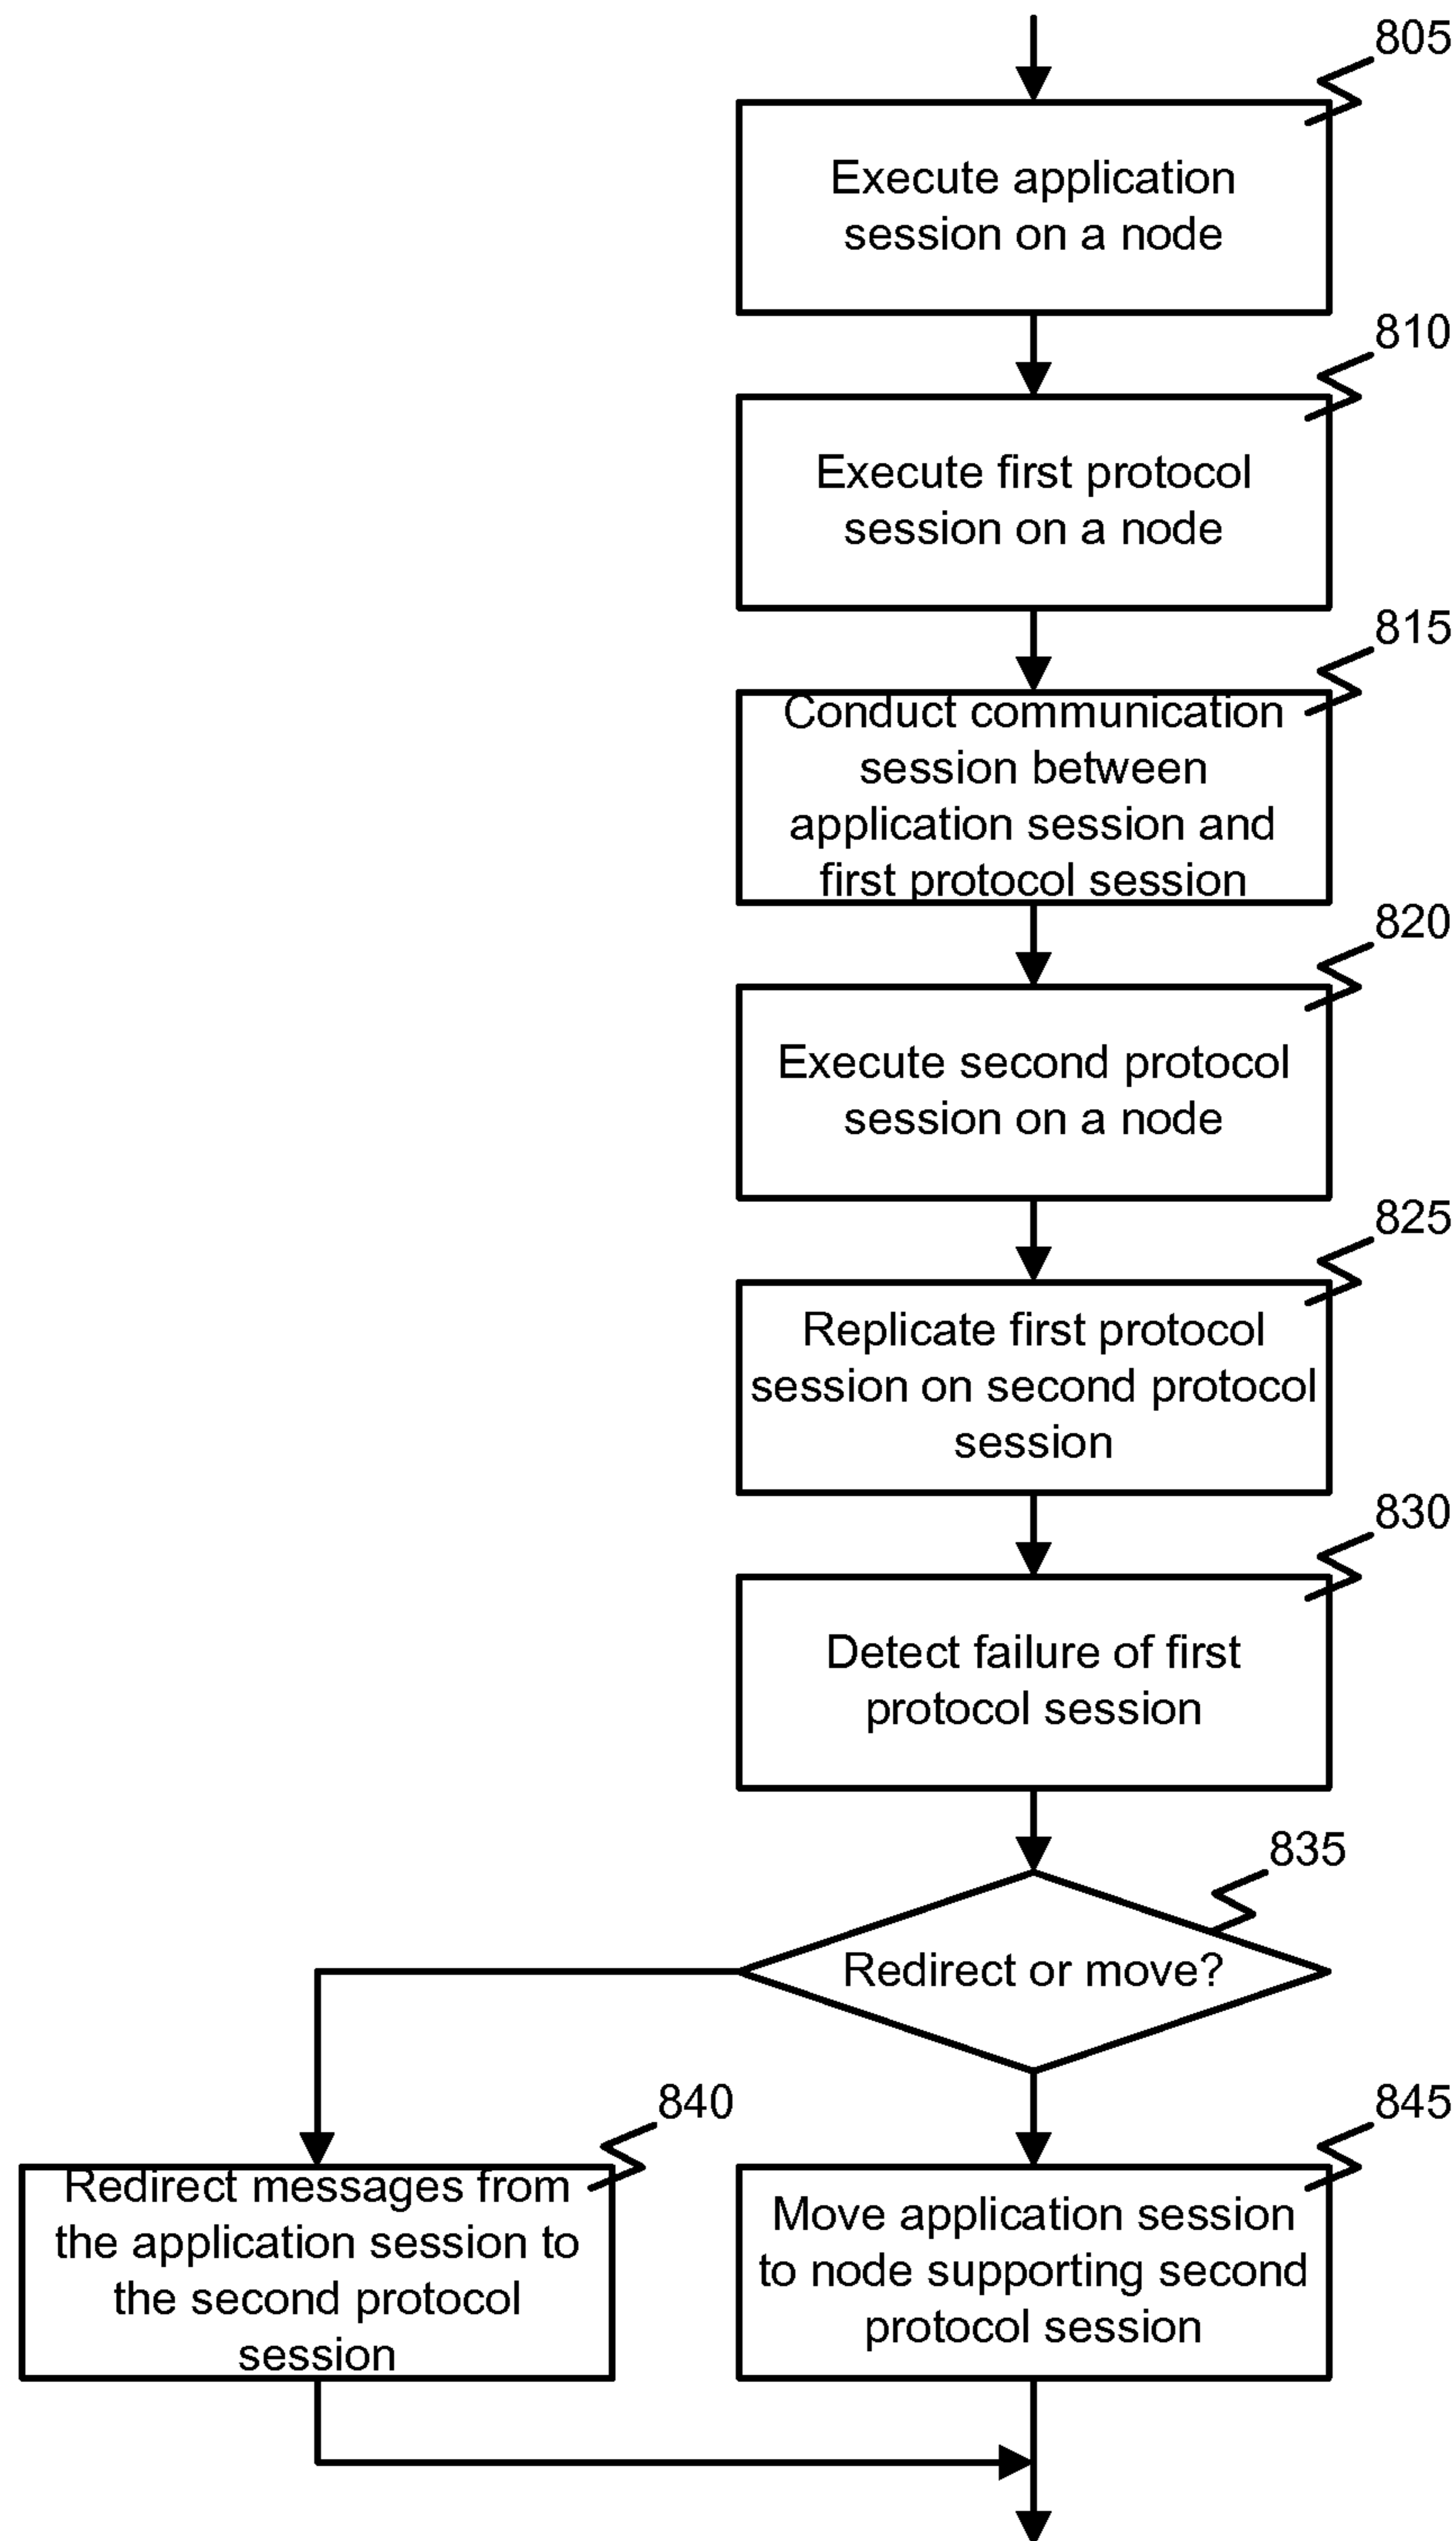 805
Execute application
session on a node
810
Execute first protocol
session on a node
815
Conduct communication
session between
application session and
first protocol session
820
Execute second protocol
session on a node
825
Replicate first protocol
session on second protocol
session
830
Detect failure of first
protocol session
835
Redirect or move?
840
Redirect messages from
the application session to
the second protocol
session
845
Move application session
to node supporting second
protocol session